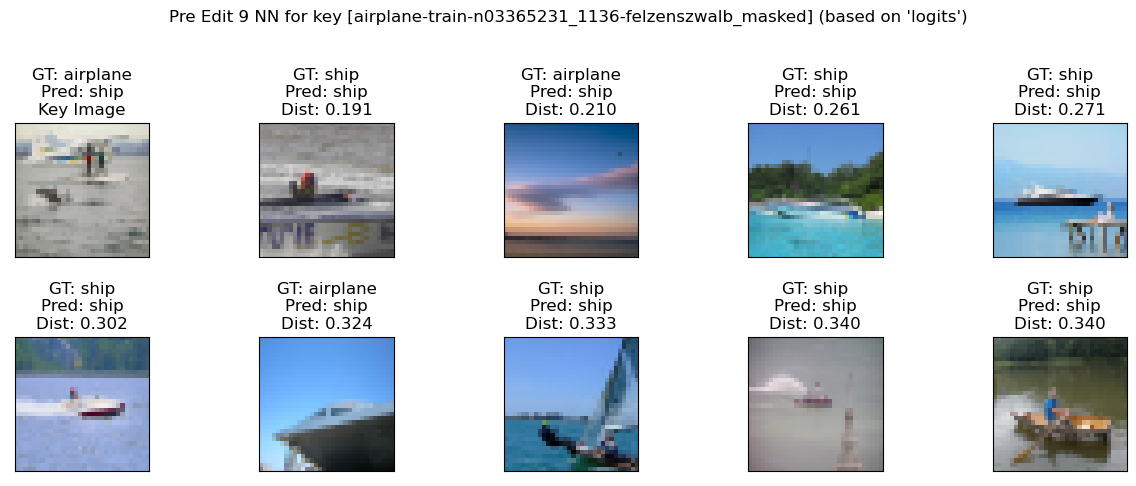 Pre Edit 9 NN for key [airplane-train-n03365231_1136-felzenszwalb_masked] (based on 'logits')
GT: airplane
Pred: ship
Key Image
GT: ship
Pred: ship
Dist: 0.191
GT: airplane
Pred: ship
Dist: 0.210
GT: ship
Pred: ship
Dist: 0.261
GT: ship
Pred: ship
Dist: 0.271
GT: ship
Pred: ship
Dist: 0.302
GT: airplane
Pred: ship
Dist: 0.324
GT: ship
Pred: ship
Dist: 0.333
GT: ship
Pred: ship
Dist: 0.340
GT: ship
Pred: ship
Dist: 0.340